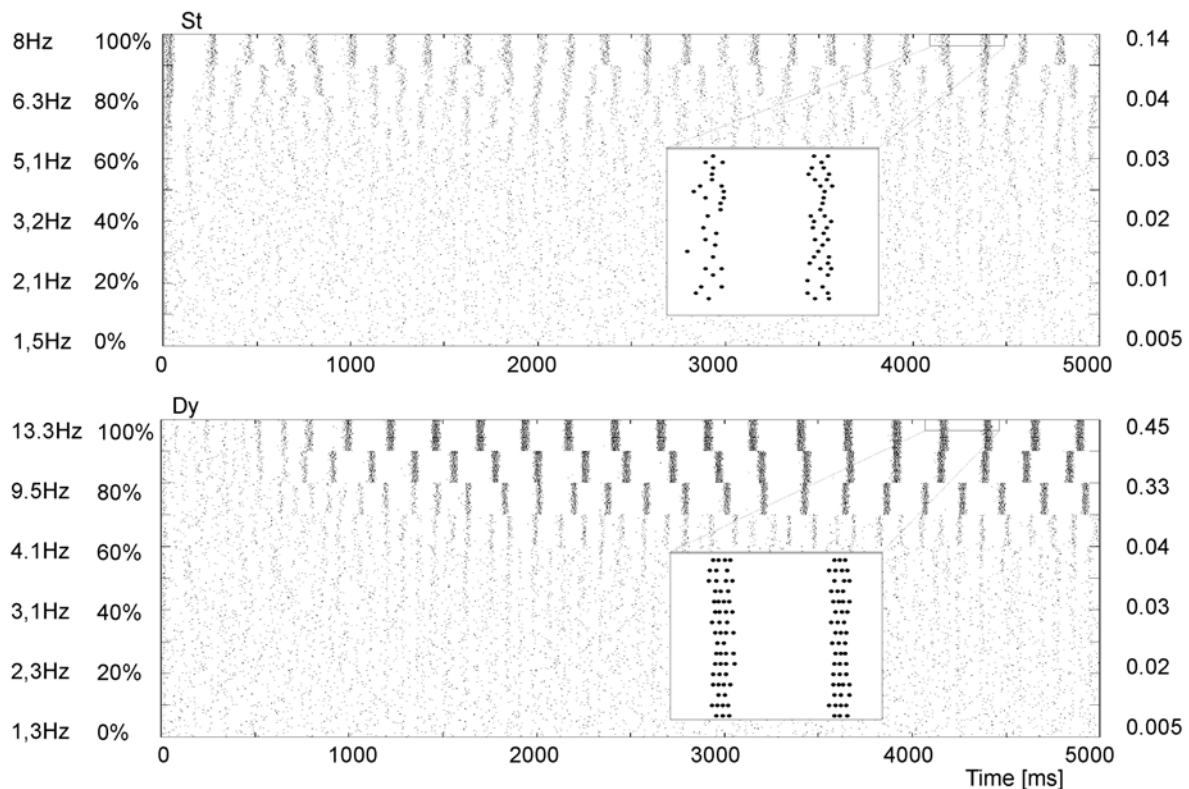 St
8Hz 100% 0.14
6.3Hz 80% 0.04
5,1Hz 60% 0.03
3,2Hz 40% 0.02
2,1Hz 20% 0.01
1,5Hz 0% 0.005
0 1000 2000 3000 4000 5000
Dy
13.3Hz 100% 0.45
9.5Hz 80% 0.33
4.1Hz 60% 0.04
3,1Hz 40% 0.03
2,3Hz 20% 0.02
1,3Hz 0% 0.005
0 1000 2000 3000 4000 5000
Time [ms]